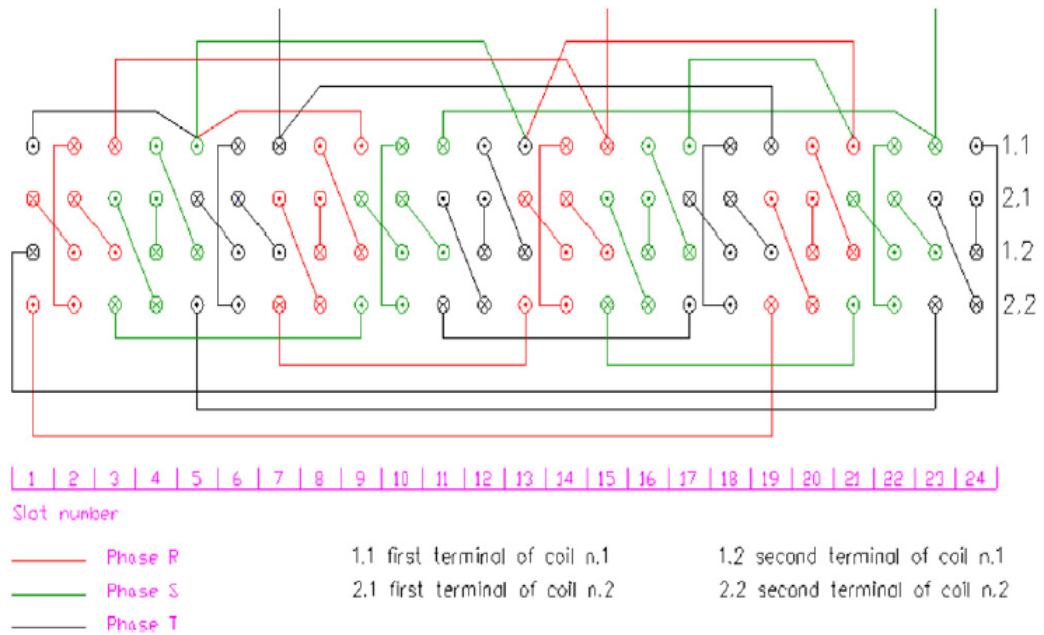 1.1
2.1
1.2
2.2
1 2 3 4 5 6 7 8 9 10 11 12 13 14 15 16 17 18 19 20 21 22 23 24
Slot number
Phase R 1.1 first terminal of coil n.1 1.2 second terminal of coil n.1
Phase S 2.1 first terminal of coil n.2 2.2 second terminal of coil n.2
Phase T